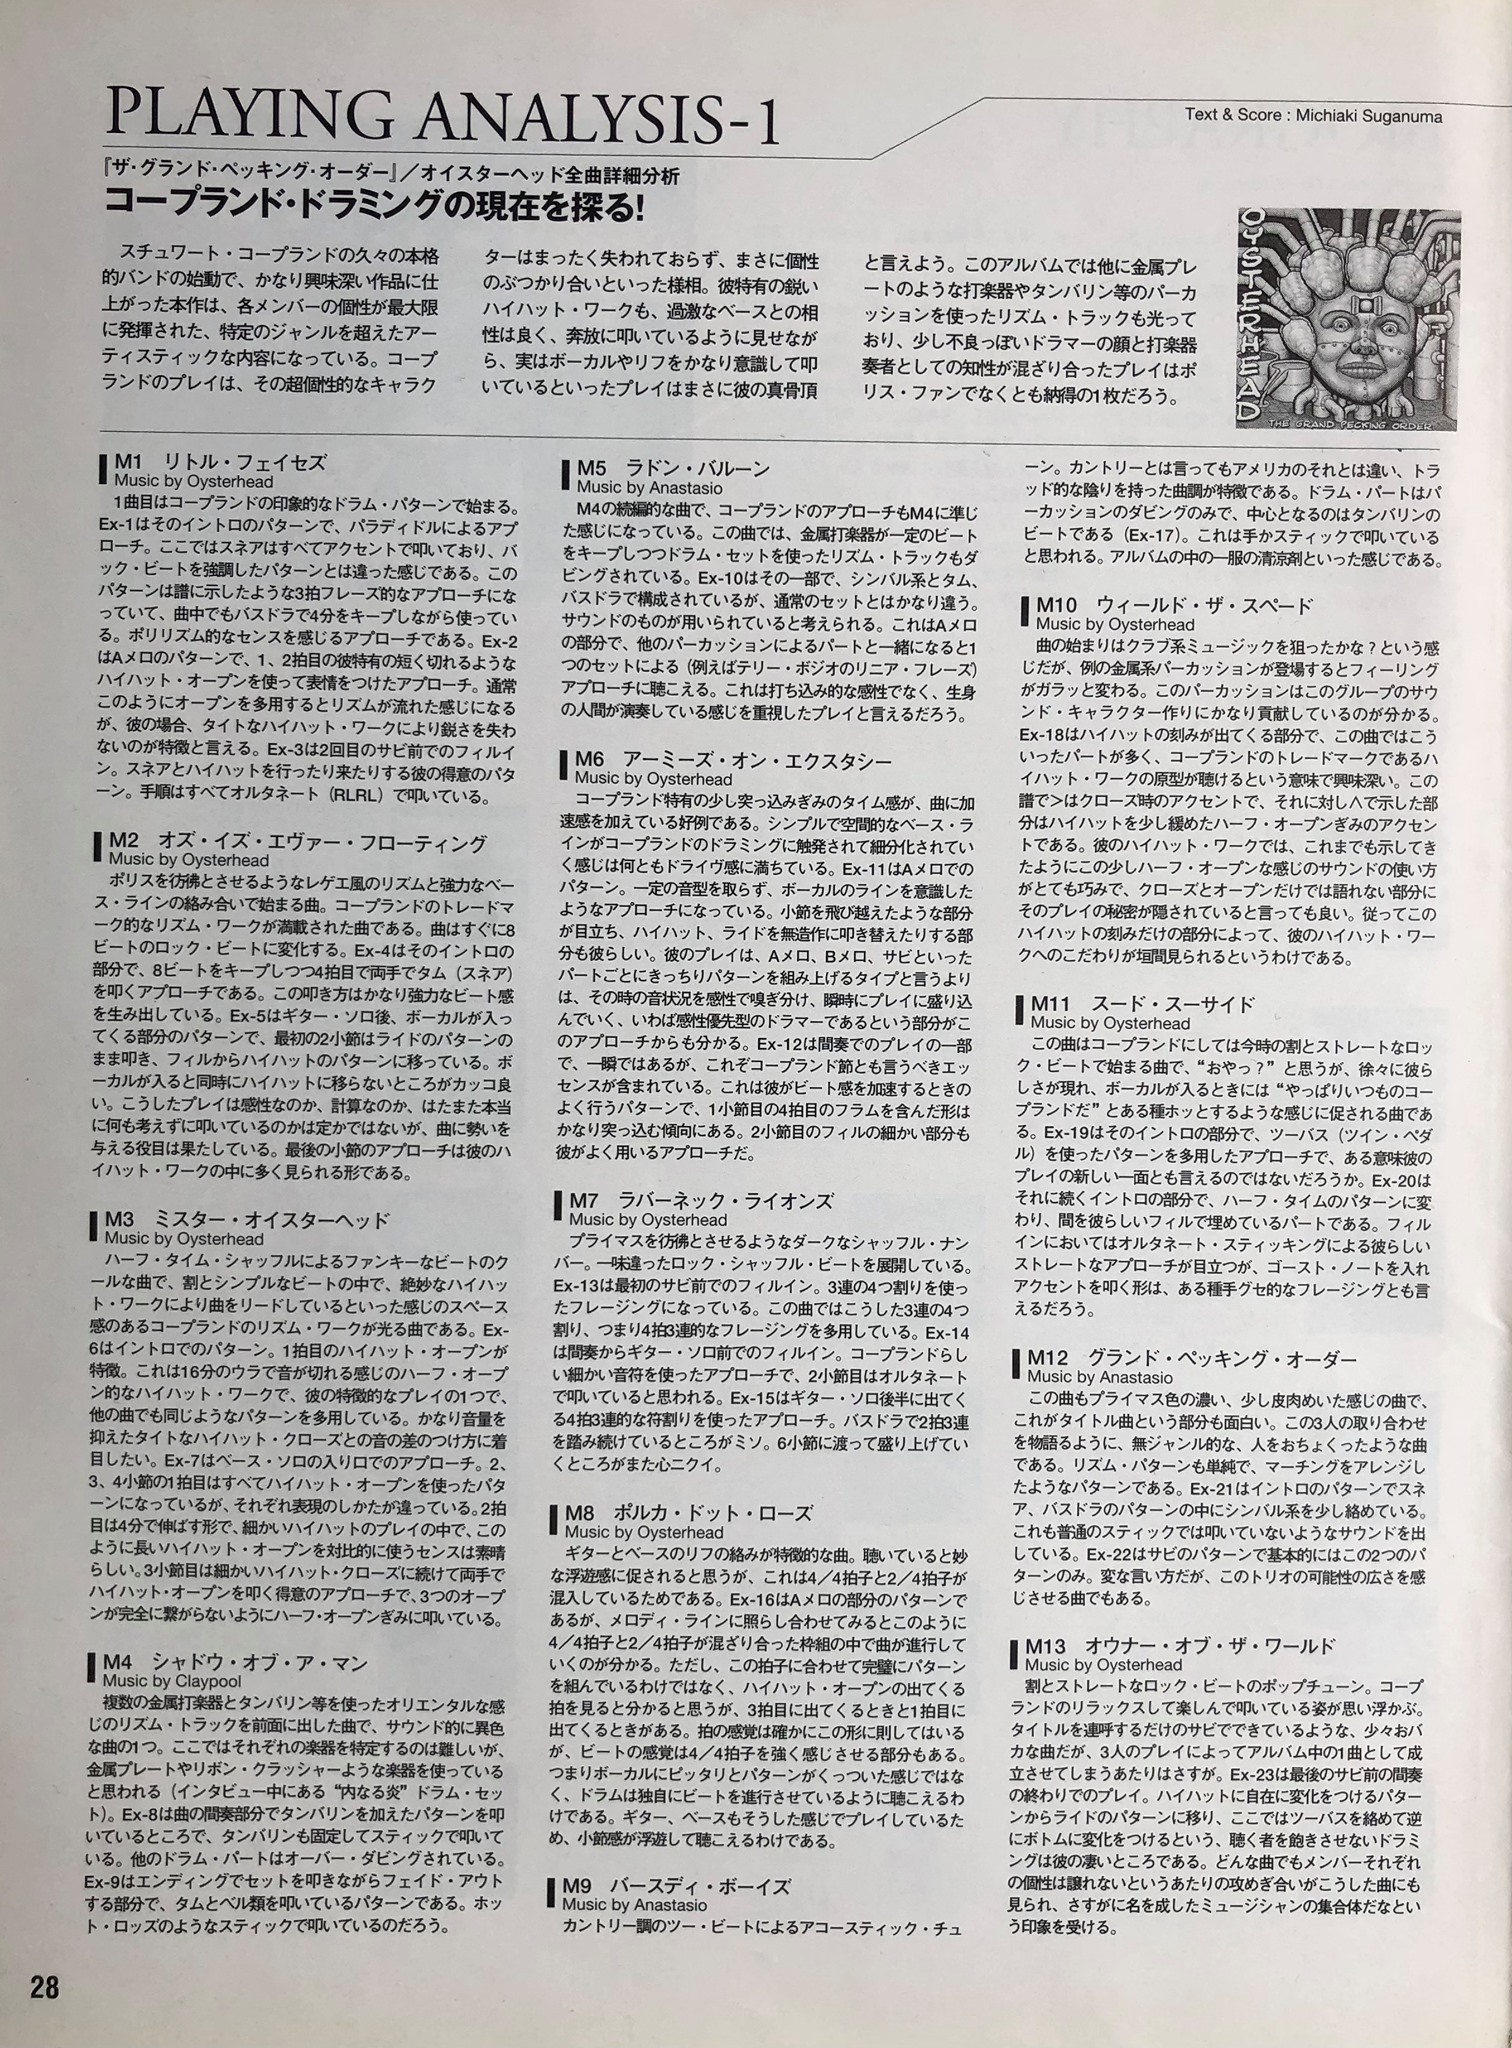 PLAYING ANALYSIS-1
Text & Score : Michiaki Suganuma
『ザ・グランド・ペッキング・オーダー』／オイスターヘッド全曲詳細分析
コープランド・ドラミングの現在を探る!
スチュワート・コープランドの久々の本格
的バンドの始動で、かなり興味深い作品に仕
上がった本作は、各メンバーの個性が最大限
に発揮された、特定のジャンルを超えたアー
ティスティックな内容になっている。コープ
ランドのプレイは、その超個性的なキャラク
ターはまったく失われておらず、まさに個性
のぶつかり合いといった様相。彼特有の鋭い
ハイハット・ワークも、過激なベースとの相
性は良く、奔放に叩いているように見せなが
ら、実はボーカルやリフをかなり意識して叩
いているといったプレイはまさに彼の真骨頂
と言えよう。このアルバムでは他に金属プレ
ートのような打楽器やタンバリン等のパーカ
ッションを使ったリズム・トラックも光って
おり、少し不良っぽいドラマーの顔と打楽器
奏者としての知性が混ざり合ったプレイはポ
リス・ファンでなくとも納得の1枚だろう。
OYSTERHEAD
THE GRAND PECKING ORDER
M1　リトル・フェイセズ
Music by Oysterhead
1曲目はコープランドの印象的なドラム・パターンで始まる。
Ex-1はそのイントロのパターンで、パラディドルによるアプ
ローチ。ここではスネアはすべてアクセントで叩いており、バ
ック・ビートを強調したパターンとは違った感じである。この
パターンは譜に示したような3拍フレーズ的なアプローチにな
っていて、曲中でもバスドラで4分をキープしながら使ってい
る。ポリリズム的なセンスを感じるアプローチである。Ex-2
はAメロのパターンで、1、2拍目の彼特有の短く切れるような
ハイハット・オープンを使って表情をつけたアプローチ。通常
このようにオープンを多用するとリズムが流れた感じになる
が、彼の場合、タイトなハイハット・ワークにより鋭さを失わ
ないのが特徴と言える。Ex-3は2回目のサビ前でのフィルイ
ン。スネアとハイハットを行ったり来たりする彼の得意のパタ
ーン。手順はすべてオルタネート（RLRL）で叩いている。
M2　オズ・イズ・エヴァー・フローティング
Music by Oysterhead
ポリスを彷彿とさせるようなレゲエ風のリズムと強力なベー
ス・ラインの絡み合いで始まる曲。コープランドのトレードマ
ーク的なリズム・ワークが満載された曲である。曲はすぐに8
ビートのロック・ビートに変化する。Ex-4はそのイントロの
部分で、8ビートをキープしつつ4拍目で両手でタム（スネア）
を叩くアプローチである。この叩き方はかなり強力なビート感
を生み出している。Ex-5はギター・ソロ後、ボーカルが入っ
てくる部分のパターンで、最初の2小節はライドのパターンの
まま叩き、フィルからハイハットのパターンに移っている。ボ
ーカルが入ると同時にハイハットに移らないところがカッコ良
い。こうしたプレイは感性なのか、計算なのか、はたまた本当
に何も考えずに叩いているのかは定かではないが、曲に勢いを
与える役目は果たしている。最後の小節のアプローチは彼のハ
イハット・ワークの中に多く見られる形である。
M3　ミスター・オイスターヘッド
Music by Oysterhead
ハーフ・タイム・シャッフルによるファンキーなビートのク
ールな曲で、割とシンプルなビートの中で、絶妙なハイハッ
ト・ワークにより曲をリードしているといった感じのスペース
感のあるコープランドのリズム・ワークが光る曲である。Ex-
6はイントロでのパターン。1拍目のハイハット・オープンが
特徴。これは16分のウラで音が切れる感じのハーフ・オープ
ン的なハイハット・ワークで、彼の特徴的なプレイの1つで、
他の曲でも同じようなパターンを多用している。かなり音量を
抑えたタイトなハイハット・クローズとの音の差のつけ方に着
目したい。Ex-7はベース・ソロの入り口でのアプローチ。2、
3、4小節の1拍目はすべてハイハット・オープンを使ったパタ
ーンになっているが、それぞれ表現のしかたが違っている。2拍
目は4分で伸ばす形で、細かいハイハットのプレイの中で、この
ように長いハイハット・オープンを対比的に使うセンスは素晴
らしい。3小節目は細かいハイハット・クローズに続けて両手で
ハイハット・オープンを叩く得意のアプローチで、3つのオープ
ンが完全に繋がらないようにハーフ・オープンぎみに叩いている。
M4　シャドウ・オブ・ア・マン
Music by Claypool
複数の金属打楽器とタンバリン等を使ったオリエンタルな感
じのリズム・トラックを前面に出した曲で、サウンド的に異色
な曲の1つ。ここではそれぞれの楽器を特定するのは難しいが、
金属プレートやリボン・クラッシャーような楽器を使っている
と思われる（インタビュー中にある“内なる炎”ドラム・セッ
ト）。Ex-8は曲の間奏部分でタンバリンを加えたパターンを叩
いているところで、タンバリンも固定してスティックで叩いて
いる。他のドラム・パートはオーバー・ダビングされている。
Ex-9はエンディングでセットを叩きながらフェイド・アウト
する部分で、タムとベル類を叩いているパターンである。ホッ
ト・ロッズのようなスティックで叩いているのだろう。
M5　ラドン・バルーン
Music by Anastasio
M4の続編的な曲で、コープランドのアプローチもM4に準じ
た感じになっている。この曲では、金属打楽器が一定のビート
をキープしつつドラム・セットを使ったリズム・トラックもダ
ビングされている。Ex-10はその一部で、シンバル系とタム、
バスドラで構成されているが、通常のセットとはかなり違う。
サウンドのものが用いられていると考えられる。これはAメロ
の部分で、他のパーカッションによるパートと一緒になると1
つのセットによる（例えばテリー・ボジオのリニア・フレーズ）
アプローチに聴こえる。これは打ち込み的な感性でなく、生身
の人間が演奏している感じを重視したプレイと言えるだろう。
M6　アーミーズ・オン・エクスタシー
Music by Oysterhead
コープランド特有の少し突っ込みぎみのタイム感が、曲に加
速感を加えている好例である。シンプルで空間的なベース・ラ
インがコープランドのドラミングに触発されて細分化されてい
く感じは何ともドライヴ感に満ちている。Ex-11はAメロでの
パターン。一定の音型を取らず、ボーカルのラインを意識した
ようなアプローチになっている。小節を飛び越えたような部分
が目立ち、ハイハット、ライドを無造作に叩き替えたりする部
分も彼らしい。彼のプレイは、Aメロ、Bメロ、サビといった
パートごとにきっちりパターンを組み上げるタイプと言うより
は、その時の音状況を感性で嗅ぎ分け、瞬時にプレイに盛り込
んでいく、いわば感性優先型のドラマーであるという部分がこ
のアプローチからも分かる。Ex-12は間奏でのプレイの一部
で、一瞬ではあるが、これぞコープランド節とも言うべきエッ
センスが含まれている。これは彼がビート感を加速するときの
よく行うパターンで、1小節目の4拍目のフラムを含んだ形は
かなり突っ込む傾向にある。2小節目のフィルの細かい部分も
彼がよく用いるアプローチだ。
M7　ラバーネック・ライオンズ
Music by Oysterhead
プライマスを彷彿とさせるようなダークなシャッフル・ナン
バー。一味違ったロック・シャッフル・ビートを展開している。
Ex-13は最初のサビ前でのフィルイン。3連の4つ割りを使っ
たフレージングになっている。この曲ではこうした3連の4つ
割り、つまり4拍3連的なフレージングを多用している。Ex-14
は間奏からギター・ソロ前でのフィルイン。コープランドらし
い細かい音符を使ったアプローチで、2小節目はオルタネート
で叩いていると思われる。Ex-15はギター・ソロ後半に出てく
る4拍3連的な符割りを使ったアプローチ。バスドラで2拍3連
を踏み続けているところがミソ。6小節に渡って盛り上げてい
くところがまた心ニクイ。
M8　ポルカ・ドット・ローズ
Music by Oysterhead
ギターとベースのリフの絡みが特徴的な曲。聴いていると妙
な浮遊感に促されると思うが、これは4／4拍子と2／4拍子が
混入しているためである。Ex-16はAメロの部分のパターンで
あるが、メロディ・ラインに照らし合わせてみるとこのように
4／4拍子と2／4拍子が混ざり合った枠組の中で曲が進行して
いくのが分かる。ただし、この拍子に合わせて完璧にパターン
を組んでいるわけではなく、ハイハット・オープンの出てくる
拍を見ると分かると思うが、3拍目に出てくるときと1拍目に
出てくるときがある。拍の感覚は確かにこの形に則してはいる
が、ビートの感覚は4／4拍子を強く感じさせる部分もある。
つまりボーカルにピッタリとパターンがくっついた感じではな
く、ドラムは独自にビートを進行させているように聴こえるわ
けである。ギター、ベースもそうした感じでプレイしているた
め、小節感が浮遊して聴こえるわけである。
M9　バースディ・ボーイズ
Music by Anastasio
カントリー調のツー・ビートによるアコースティック・チュ
ーン。カントリーとは言ってもアメリカのそれとは違い、トラ
ッド的な陰りを持った曲調が特徴である。ドラム・パートはパ
ーカッションのダビングのみで、中心となるのはタンバリンの
ビートである（Ex-17）。これは手かスティックで叩いている
と思われる。アルバムの中の一服の清涼剤といった感じである。
M10　ウィールド・ザ・スペード
Music by Oysterhead
曲の始まりはクラブ系ミュージックを狙ったかな？という感
じだが、例の金属系パーカッションが登場するとフィーリング
がガラッと変わる。このパーカッションはこのグループのサウ
ンド・キャラクター作りにかなり貢献しているのが分かる。
Ex-18はハイハットの刻みが出てくる部分で、この曲ではこう
いったパートが多く、コープランドのトレードマークであるハ
イハット・ワークの原型が聴けるという意味で興味深い。この
譜で>はクローズ時のアクセントで、それに対し∧で示した部
分はハイハットを少し緩めたハーフ・オープンぎみのアクセン
トである。彼のハイハット・ワークでは、これまでも示してき
たようにこの少しハーフ・オープンな感じのサウンドの使い方
がとても巧みで、クローズとオープンだけでは語れない部分に
そのプレイの秘密が隠されていると言っても良い。従ってこの
ハイハットの刻みだけの部分によって、彼のハイハット・ワー
クへのこだわりが垣間見られるというわけである。
M11　スード・スーサイド
Music by Oysterhead
この曲はコープランドにしては今時の割とストレートなロッ
ク・ビートで始まる曲で、“おやっ？”と思うが、徐々に彼ら
しさが現れ、ボーカルが入るときには“やっぱりいつものコー
プランドだ”とある種ホッとするような感じに促される曲であ
る。Ex-19はそのイントロの部分で、ツーバス（ツイン・ペダ
ル）を使ったパターンを多用したアプローチで、ある意味彼の
プレイの新しい一面とも言えるのではないだろうか。Ex-20は
それに続くイントロの部分で、ハーフ・タイムのパターンに変
わり、間を彼らしいフィルで埋めているパートである。フィル
インにおいてはオルタネート・スティッキングによる彼らしい
ストレートなアプローチが目立つが、ゴースト・ノートを入れ
アクセントを叩く形は、ある種手グセ的なフレージングとも言
えるだろう。
M12　グランド・ペッキング・オーダー
Music by Anastasio
この曲もプライマス色の濃い、少し皮肉めいた感じの曲で、
これがタイトル曲という部分も面白い。この3人の取り合わせ
を物語るように、無ジャンル的な、人をおちょくったような曲
である。リズム・パターンも単純で、マーチングをアレンジし
たようなパターンである。Ex-21はイントロのパターンでスネ
ア、バスドラのパターンの中にシンバル系を少し絡めている。
これも普通のスティックでは叩いていないようなサウンドを出
している。Ex-22はサビのパターンで基本的にはこの2つのパ
ターンのみ。変な言い方だが、このトリオの可能性の広さを感
じさせる曲でもある。
M13　オウナー・オブ・ザ・ワールド
Music by Oysterhead
割とストレートなロック・ビートのポップチューン。コープ
ランドのリラックスして楽しんで叩いている姿が思い浮かぶ。
タイトルを連呼するだけのサビでできているような、少々おバ
カな曲だが、3人のプレイによってアルバム中の1曲として成
立させてしまうあたりはさすが。Ex-23は最後のサビ前の間奏
の終わりでのプレイ。ハイハットに自在に変化をつけるパター
ンからライドのパターンに移り、ここではツーバスを絡めて逆
にボトムに変化をつけるという、聴く者を飽きさせないドラミ
ングは彼の凄いところである。どんな曲でもメンバーそれぞれ
の個性は譲れないというあたりの攻めぎ合いがこうした曲にも
見られ、さすがに名を成したミュージシャンの集合体だなとい
う印象を受ける。
28